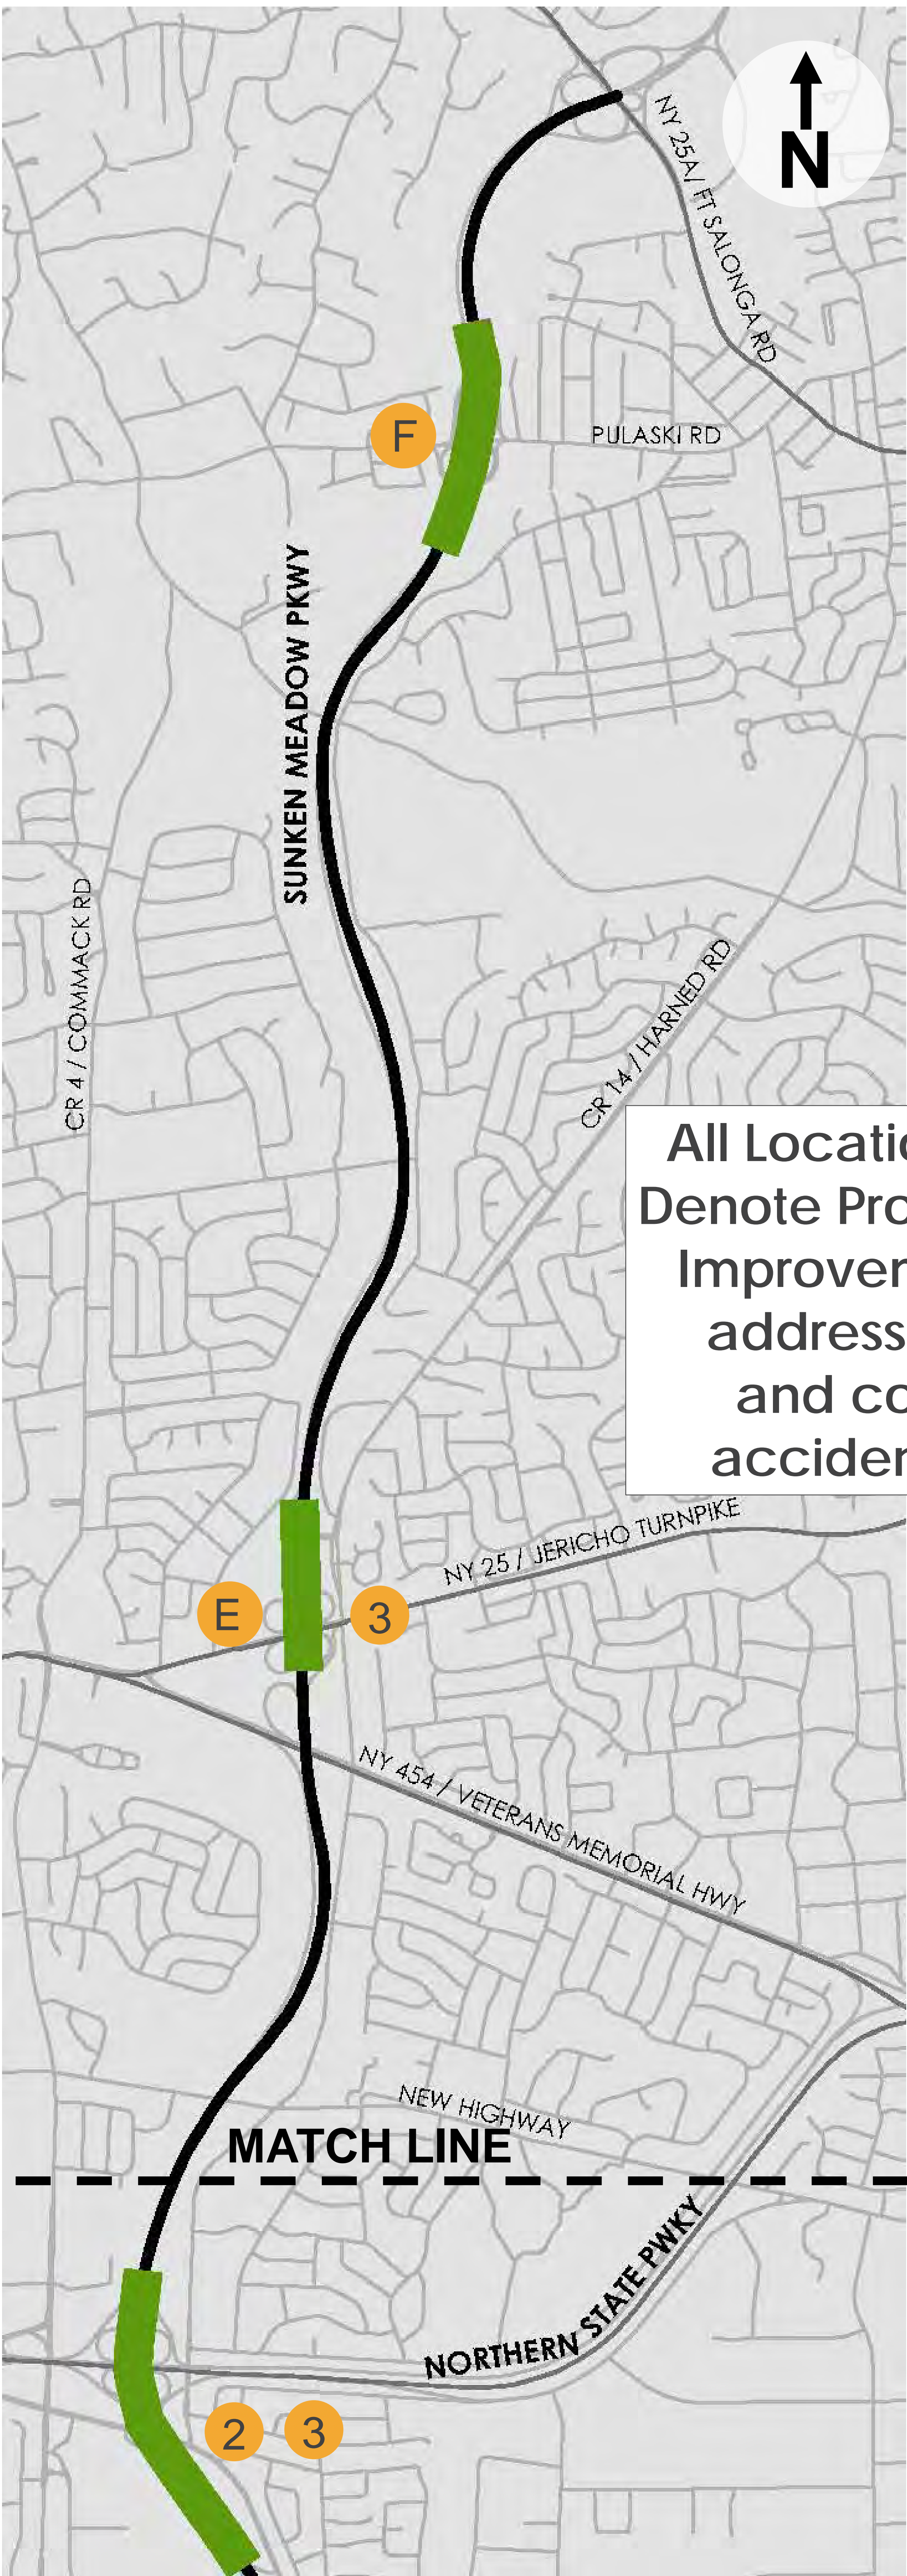 N
NY 25A/ FT SALONGA RD
F
PULASKI RD
SUNKEN MEADOW PKWY
CR 4 / COMMACK RD
CR 14 / HARNED RD
All Locatio
Denote Pro
Improver
address
and co
accider
NY 25 / JERICHO TURNPIKE
E
3
NY 454 / VETERANS MEMORIAL HWY
NEW HIGHWAY
MATCH LINE
NORTHERN STATE PWKY
2 3